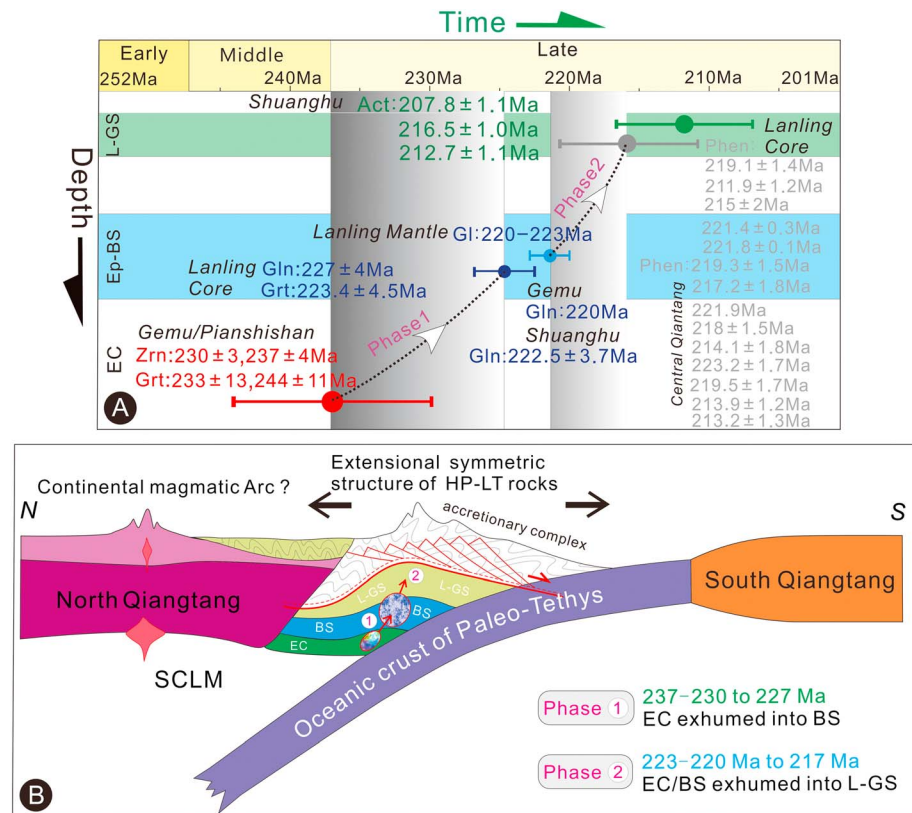 Time
Early
Middle
Late
252Ma
240Ma
230Ma
220Ma
210Ma
201Ma
Depth
L-GS
Ep-BS
EC
Shuanghu
Act:207.8±1.1Ma
216.5±1.0Ma
212.7±1.1Ma
Lanling
Core
Phen:
219.1±1.4Ma
211.9±1.2Ma
215±2Ma
Phase2
Lanling Mantle
Gl:220-223Ma
Lanling
Core
Gln:227±4Ma
Grt:223.4±4.5Ma
221.4±0.3Ma
221.8±0.1Ma
Phen:219.3±1.5Ma
217.2±1.8Ma
Gemu
Gln:220Ma
Shuanghu
Gln:222.5±3.7Ma
Phase1
Gemu/Pianshishan
Zrn:230±3,237±4Ma
Grt:233±13,244±11Ma
Central Qiangtang
221.9Ma
218±1.5Ma
214.1±1.8Ma
223.2±1.7Ma
219.5±1.7Ma
213.9±1.2Ma
213.2±1.3Ma
A
Continental magmatic Arc ?
Extensional symmetric
structure of HP-LT rocks
N
S
accretionary complex
North Qiangtang
South Qiangtang
L-GS
L-GS
BS
BS
EC
1
2
Oceanic crust of Paleo-Tethys
SCLM
Phase 1
237-230 to 227 Ma
EC exhumed into BS
Phase 2
223-220 Ma to 217 Ma
EC/BS exhumed into L-GS
B